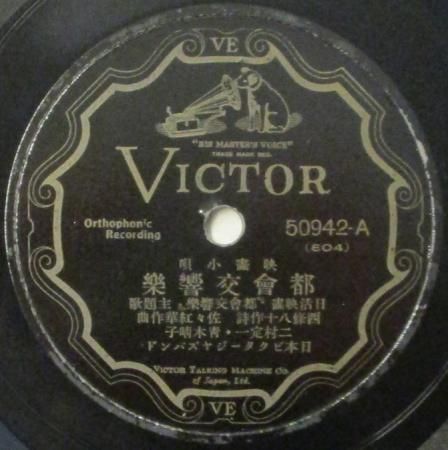 VE
"HIS MASTER'S VOICE"
TRADE MARK REG.
VICTOR
Orthophonic
Recording
50942-A
(604)
映畫小唄
都會交響樂
日活映畫“都會交響樂”主題歌
西條八十作詩・佐々紅華作曲
二村定一・青木晴子
日本ビクタージヤズバンド
VICTOR TALKING MACHINE CO.
of Japan, Ltd.
VE